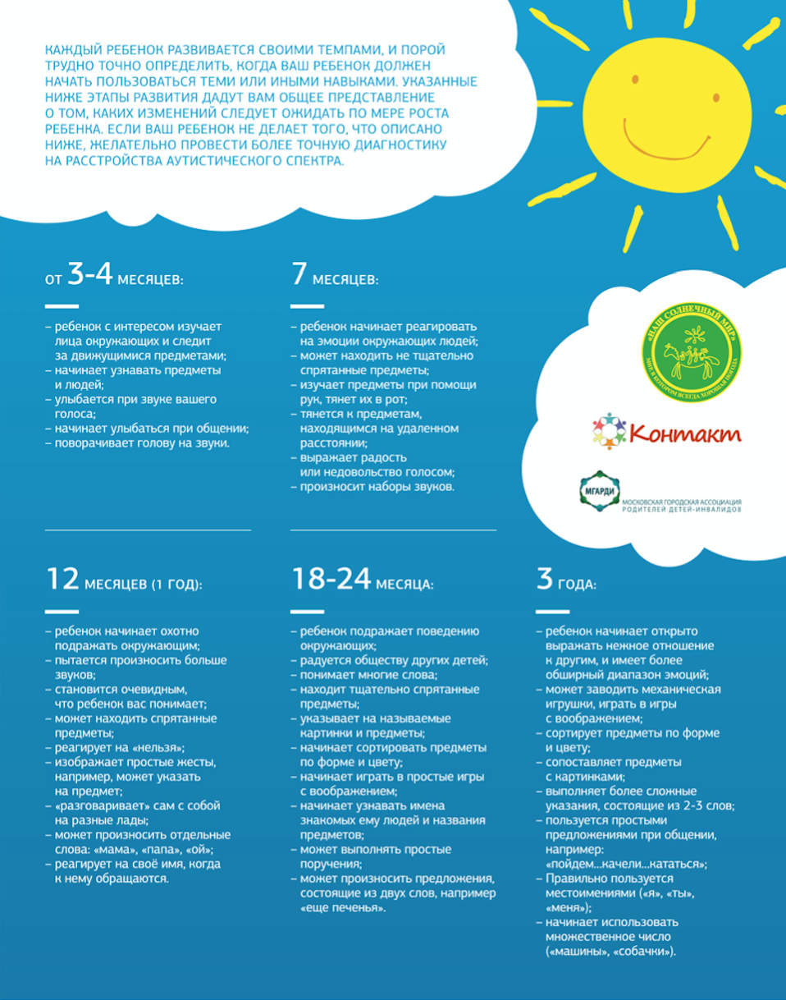 КАЖДЫЙ РЕБЕНОК РАЗВИВАЕТСЯ СВОИМИ ТЕМПАМИ, И ПОРОЙ
ТРУДНО ТОЧНО ОПРЕДЕЛИТЬ, КОГДА ВАШ РЕБЕНОК ДОЛЖЕН
НАЧАТЬ ПОЛЬЗОВАТЬСЯ ТЕМИ ИЛИ ИНЫМИ НАВЫКАМИ. УКАЗАННЫЕ
НИЖЕ ЭТАПЫ РАЗВИТИЯ ДАДУТ ВАМ ОБЩЕЕ ПРЕДСТАВЛЕНИЕ
О ТОМ, КАКИХ ИЗМЕНЕНИЙ СЛЕДУЕТ ОЖИДАТЬ ПО МЕРЕ РОСТА
РЕБЕНКА. ЕСЛИ ВАШ РЕБЕНОК НЕ ДЕЛАЕТ ТОГО, ЧТО ОПИСАНО
НИЖЕ, ЖЕЛАТЕЛЬНО ПРОВЕСТИ БОЛЕЕ ТОЧНУЮ ДИАГНОСТИКУ
НА РАССТРОЙСТВА АУТИСТИЧЕСКОГО СПЕКТРА.
ОТ 3-4 МЕСЯЦЕВ:
– ребенок с интересом изучает
лица окружающих и следит
за движущимися предметами;
– начинает узнавать предметы
и людей;
– улыбается при звуке вашего
голоса;
– начинает улыбаться при общении;
– поворачивает голову на звуки.
7 МЕСЯЦЕВ:
– ребенок начинает реагировать
на эмоции окружающих людей;
– может находить не тщательно
спрятанные предметы;
– изучает предметы при помощи
рук, тянет их в рот;
– тянется к предметам,
находящимся на удаленном
расстоянии;
– выражает радость
или недовольство голосом;
– произносит наборы звуков.
«НАШ СОЛНЕЧНЫЙ МИР»
МИР, В КОТОРОМ ВСЕГДА ХОРОШАЯ ПОГОДА
Контакт
МГАРДИ
МОСКОВСКАЯ ГОРОДСКАЯ АССОЦИАЦИЯ
РОДИТЕЛЕЙ ДЕТЕЙ-ИНВАЛИДОВ
12 МЕСЯЦЕВ (1 ГОД):
– ребенок начинает охотно
подражать окружающим;
– пытается произносить больше
звуков;
– становится очевидным,
что ребенок вас понимает;
– может находить спрятанные
предметы;
– реагирует на «нельзя»;
– изображает простые жесты,
например, может указать
на предмет;
– «разговаривает» сам с собой
на разные лады;
– может произносить отдельные
слова: «мама», «папа», «ой»;
– реагирует на своё имя, когда
к нему обращаются.
18-24 МЕСЯЦА:
– ребенок подражает поведению
окружающих;
– радуется обществу других детей;
– понимает многие слова;
– находит тщательно спрятанные
предметы;
– указывает на называемые
картинки и предметы;
– начинает сортировать предметы
по форме и цвету;
– начинает играть в простые игры
с воображением;
– начинает узнавать имена
знакомых ему людей и названия
предметов;
– может выполнять простые
поручения;
– может произносить предложения,
состоящие из двух слов, например
«еще печенья».
3 ГОДА:
– ребенок начинает открыто
выражать нежное отношение
к другим, и имеет более
обширный диапазон эмоций;
– может заводить механическая
игрушки, играть в игры
с воображением;
– сортирует предметы по форме
и цвету;
– сопоставляет предметы
с картинками;
– выполняет более сложные
указания, состоящие из 2-3 слов;
– пользуется простыми
предложениями при общении,
например:
«пойдем...качели...кататься»;
– Правильно пользуется
местоимениями («я», «ты»,
«меня»);
– начинает использовать
множественное число
(«машины», «собачки»).